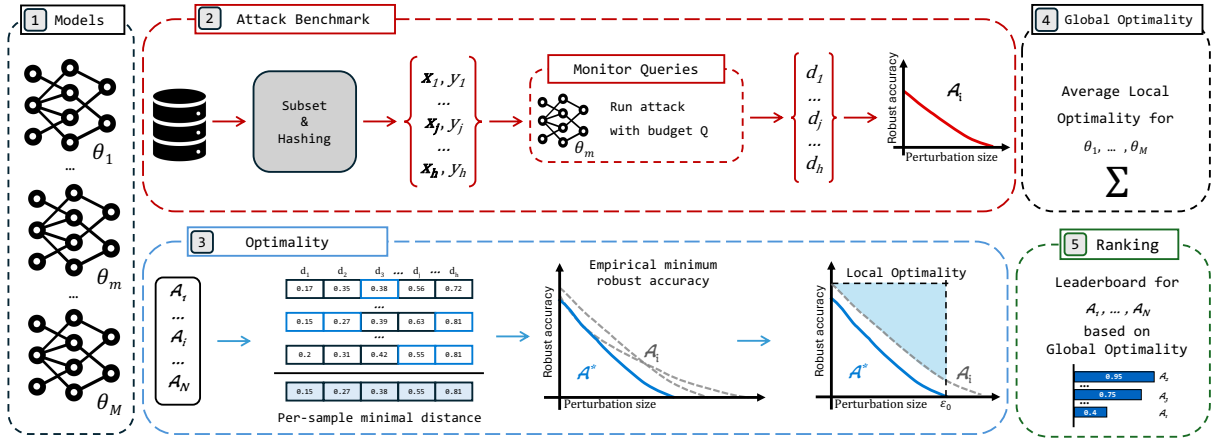 1 Models
θ1
...
θm
...
θM
2 Attack Benchmark
Subset
&
Hashing
x1, y1
...
xj, yj
...
xh, yh
Monitor Queries
Run attack
with budget Q
θm
d1
...
dj
...
dh
Robust accuracy
Ai
Perturbation size
3 Optimality
A1
...
Ai
...
AN
d1 d2 d3 ... dj ... dh
0.17 0.35 0.38 0.56 0.72
...
0.15 0.27 0.39 0.63 0.81
...
0.2 0.31 0.42 0.55 0.81
0.15 0.27 0.38 0.55 0.81
Per-sample minimal distance
Empirical minimum
robust accuracy
Robust accuracy
Ai
A*
Perturbation size
Local Optimality
Robust accuracy
A*
Ai
Perturbation size
ε0
4 Global Optimality
Average Local
Optimality for
θ1, … , θM
Σ
5 Ranking
Leaderboard for
A1, … , AN
based on
Global Optimality
0.95
...
0.75 Aj
...
0.4